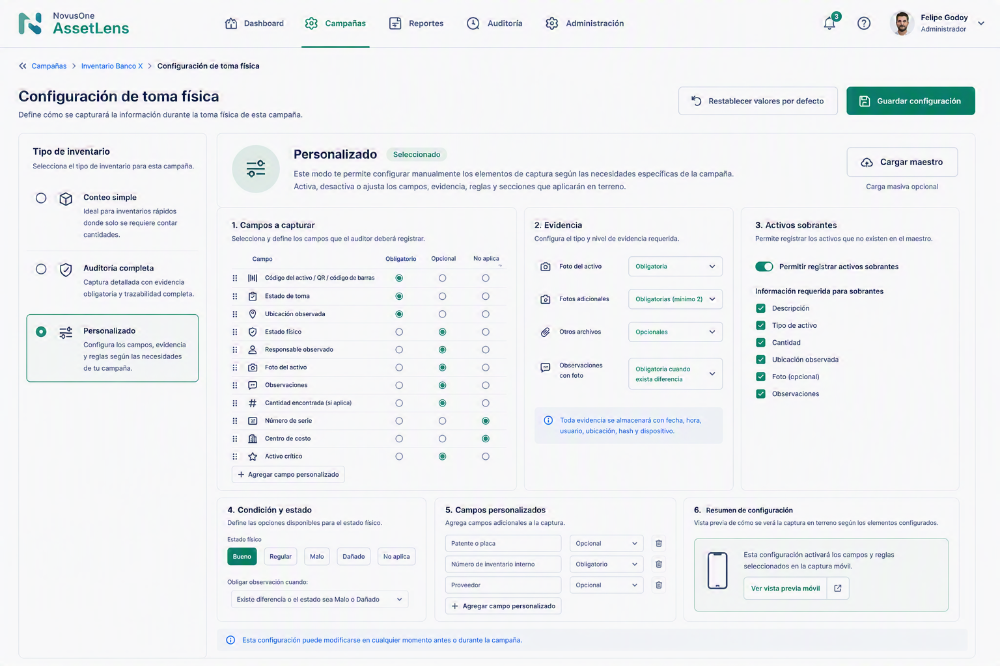 NovusOne
AssetLens
Dashboard
Campañas
Reportes
Auditoría
Administración
3
Felipe Godoy
Administrador
Campañas > Inventario Banco X > Configuración de toma física
Configuración de toma física
Define cómo se capturará la información durante la toma física de esta campaña.
Restablecer valores por defecto
Guardar configuración
Tipo de inventario
Selecciona el tipo de inventario para esta campaña.
Conteo simple
Ideal para inventarios rápidos
donde solo se requiere contar
cantidades.
Auditoría completa
Captura detallada con evidencia
obligatoria y trazabilidad completa.
Personalizado
Configura los campos, evidencia
y reglas según las necesidades
de tu campaña.
Personalizado
Seleccionado
Este modo te permite configurar manualmente los elementos de captura según las necesidades específicas de la campaña.
Activa, desactiva o ajusta los campos, evidencia, reglas y secciones que aplicarán en terreno.
Cargar maestro
Carga masiva opcional
1. Campos a capturar
Selecciona y define los campos que el auditor deberá registrar.
Campo Obligatorio Opcional No aplica
Código del activo / QR / código de barras
Estado de toma
Ubicación observada
Estado físico
Responsable observado
Foto del activo
Observaciones
Cantidad encontrada (si aplica)
Número de serie
Centro de costo
Activo crítico
+ Agregar campo personalizado
2. Evidencia
Configura el tipo y nivel de evidencia requerida.
Foto del activo Obligatoria
Fotos adicionales Obligatorias (mínimo 2)
Otros archivos Opcionales
Observaciones
con foto
Obligatoria cuando
exista diferencia
Toda evidencia se almacenará con fecha, hora,
usuario, ubicación, hash y dispositivo.
3. Activos sobrantes
Permite registrar los activos que no existen en el maestro.
Permitir registrar activos sobrantes
Información requerida para sobrantes
Descripción
Tipo de activo
Cantidad
Ubicación observada
Foto (opcional)
Observaciones
4. Condición y estado
Define las opciones disponibles para el estado físico.
Estado físico
Bueno Regular Malo Dañado No aplica
Obligar observación cuando:
Existe diferencia o el estado sea Malo o Dañado
5. Campos personalizados
Agrega campos adicionales a la captura.
Patente o placa Opcional
Número de inventario interno Obligatorio
Proveedor Opcional
+ Agregar campo personalizado
6. Resumen de configuración
Vista previa de cómo se verá la captura en terreno según los elementos configurados.
Esta configuración activará los campos y reglas
seleccionados en la captura móvil.
Ver vista previa móvil
Esta configuración puede modificarse en cualquier momento antes o durante la campaña.